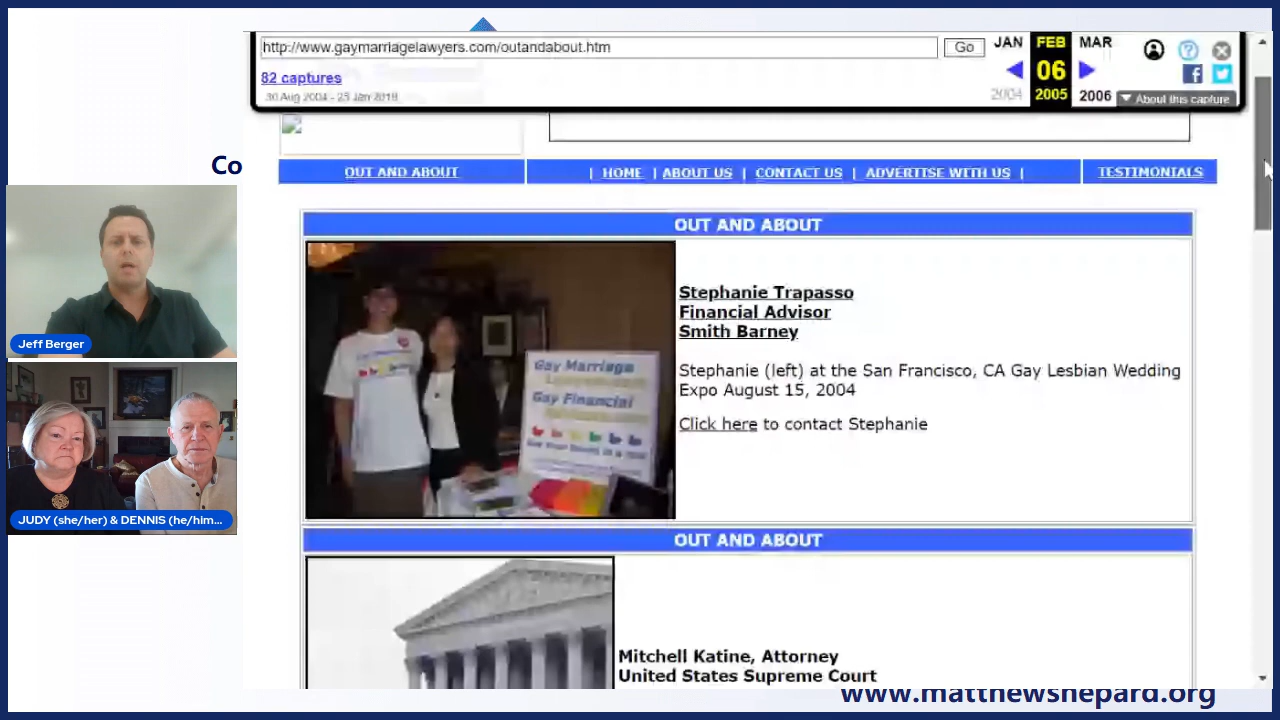 http://www.gaymarriagelawyers.com/outandabout.htm
Go
JAN
FEB
MAR
82 captures
06
30 Aug 2004 - 25 Jan 2018
2004
2005
2006
About this capture
Co
OUT AND ABOUT
| HOME | ABOUT US | CONTACT US | ADVERTISE WITH US |
TESTIMONIALS
OUT AND ABOUT
Stephanie Trapasso
Financial Advisor
Smith Barney
Stephanie (left) at the San Francisco, CA Gay Lesbian Wedding
Expo August 15, 2004
Click here to contact Stephanie
Gay Marriage
Gay Financial
Jeff Berger
JUDY (she/her) & DENNIS (he/him...
OUT AND ABOUT
Mitchell Katine, Attorney
United States Supreme Court
www.matthewshepard.org